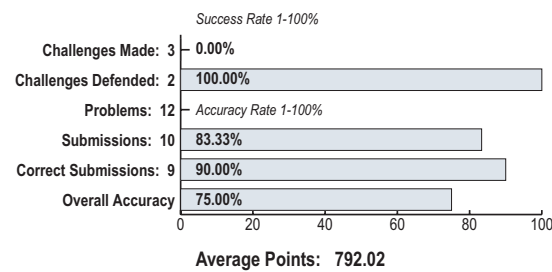 Success Rate 1-100%
Challenges Made: 3 0.00%
Challenges Defended: 2 100.00%
Problems: 12 Accuracy Rate 1-100%
Submissions: 10 83.33%
Correct Submissions: 9 90.00%
Overall Accuracy 75.00%
0 20 40 60 80 100
Average Points: 792.02